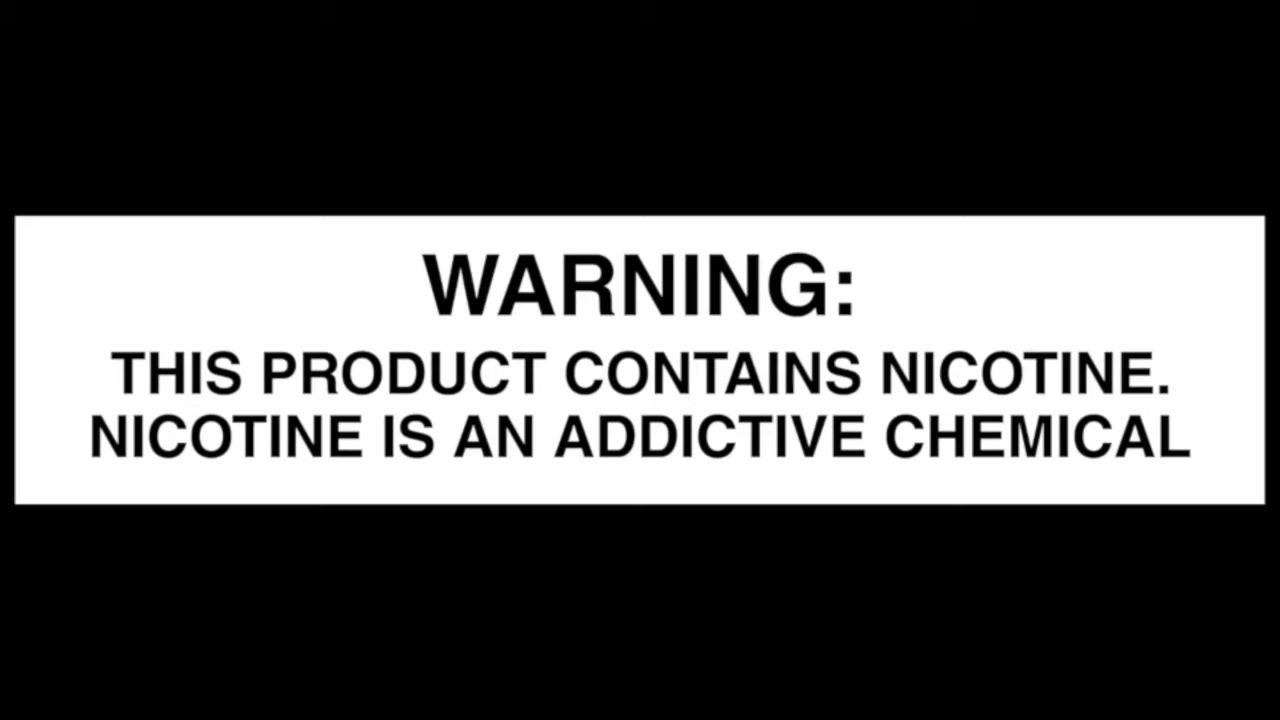 WARNING:
THIS PRODUCT CONTAINS NICOTINE.
NICOTINE IS AN ADDICTIVE CHEMICAL